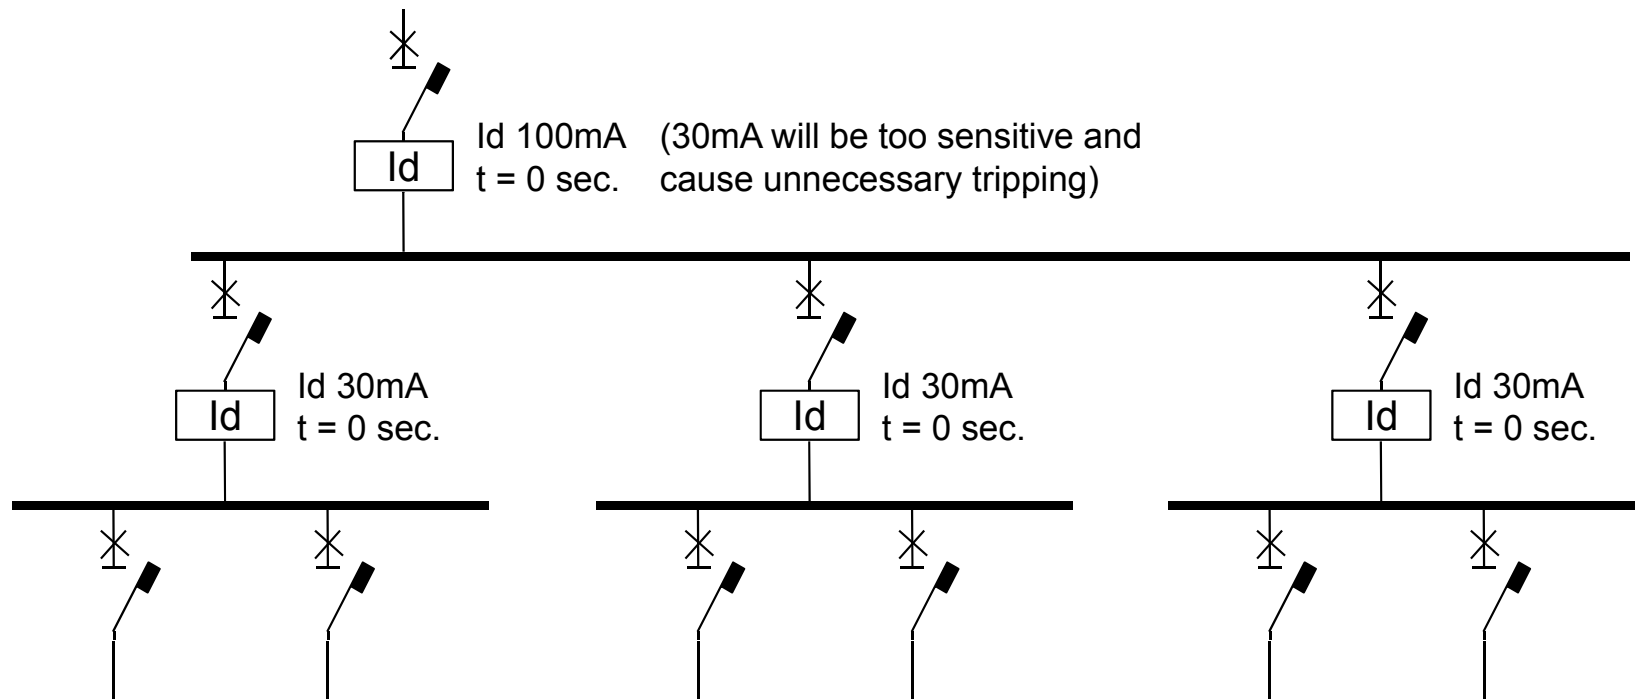 Id 100mA (30mA will be too sensitive and
Id t = 0 sec. cause unnecessary tripping)
Id 30mA Id 30mA Id 30mA
Id t = 0 sec. Id t = 0 sec. Id t = 0 sec.